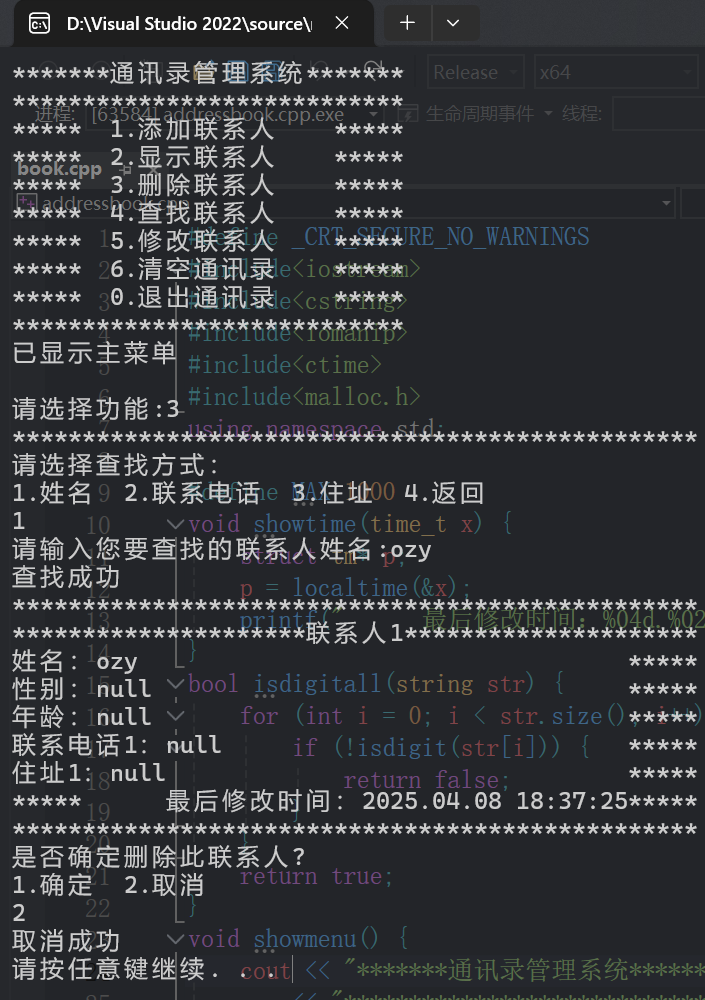 D:\Visual Studio 2022\source\
*******通讯录管理系统*******
****************************
*****  1.添加联系人    *****
*****  2.显示联系人    *****
*****  3.删除联系人    *****
*****  4.查找联系人    *****
*****  5.修改联系人    *****
*****  6.清空通讯录    *****
*****  0.退出通讯录    *****
****************************
已显示主菜单
请选择功能:3
*************************************************
请选择查找方式:
1.姓名  2.联系电话  3.住址  4.返回
1
请输入您要查找的联系人姓名:ozy
查找成功
*************************************************
*********************联系人1*********************
姓名: ozy *****
性别: null *****
年龄: null *****
联系电话1: null *****
住址1: null *****
*****      最后修改时间: 2025.04.08 18:37:25*****
*************************************************
是否确定删除此联系人?
1.确定  2.取消
2
取消成功
请按任意键继续. . .
Release
x64
进程:
[63584] addressbook.cpp.exe
生命周期事件
线程:
book.cpp
addressbook.cpp
1 #define _CRT_SECURE_NO_WARNINGS
2 #include<iostream>
3 #include<cstring>
4 #include<iomanip>
5 #include<ctime>
6 #include<malloc.h>
7 using namespace std;
9 #define MAX 1000
10 void showtime(time_t x) {
11 struct tm* p;
12 p = localtime(&x);
13 printf("      最后修改时间: %04d.%02
14 }
15 bool isdigitall(string str) {
16 for (int i = 0; i < str.size(); i++)
17 if (!isdigit(str[i])) {
18 return false;
19 }
20 }
21 return true;
22 }
void showmenu() {
cout << "*******通讯录管理系统******